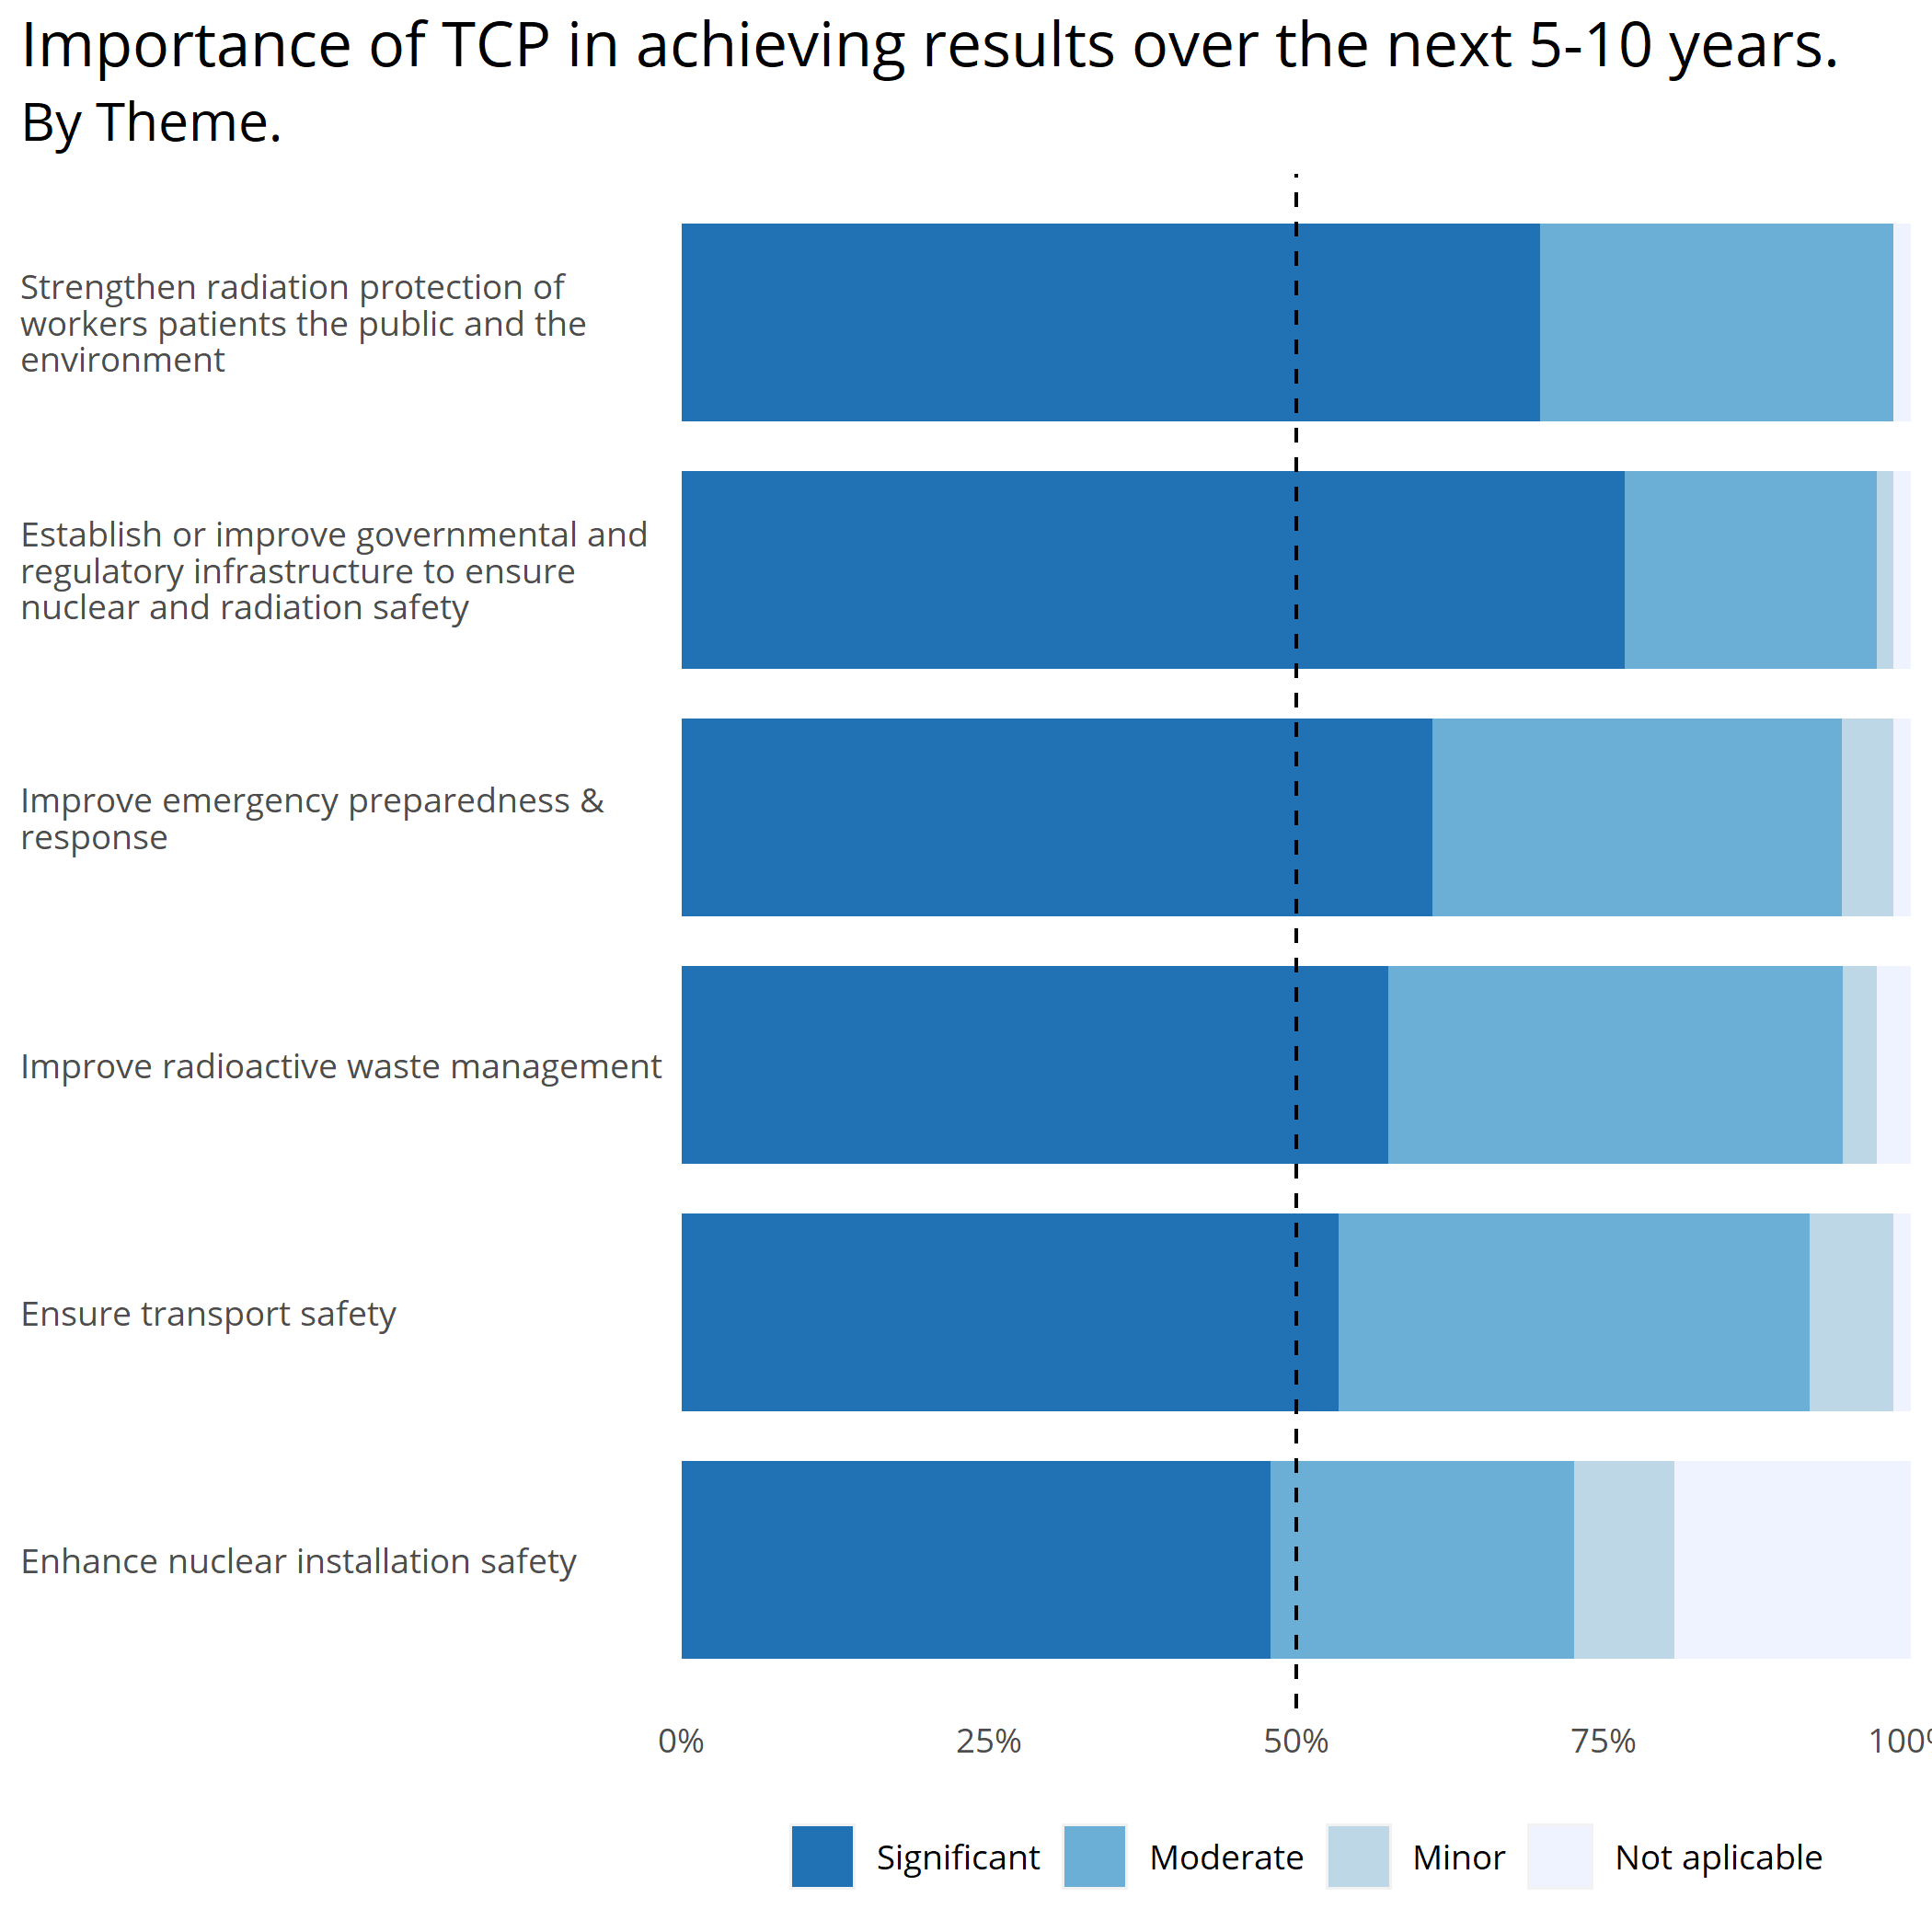 Importance of TCP in achieving results over the next 5-10 years.
By Theme.
Strengthen radiation protection of
workers patients the public and the
environment
Establish or improve governmental and
regulatory infrastructure to ensure
nuclear and radiation safety
Improve emergency preparedness &
response
Improve radioactive waste management
Ensure transport safety
Enhance nuclear installation safety
0% 25% 50% 75% 100%
Significant Moderate Minor Not aplicable